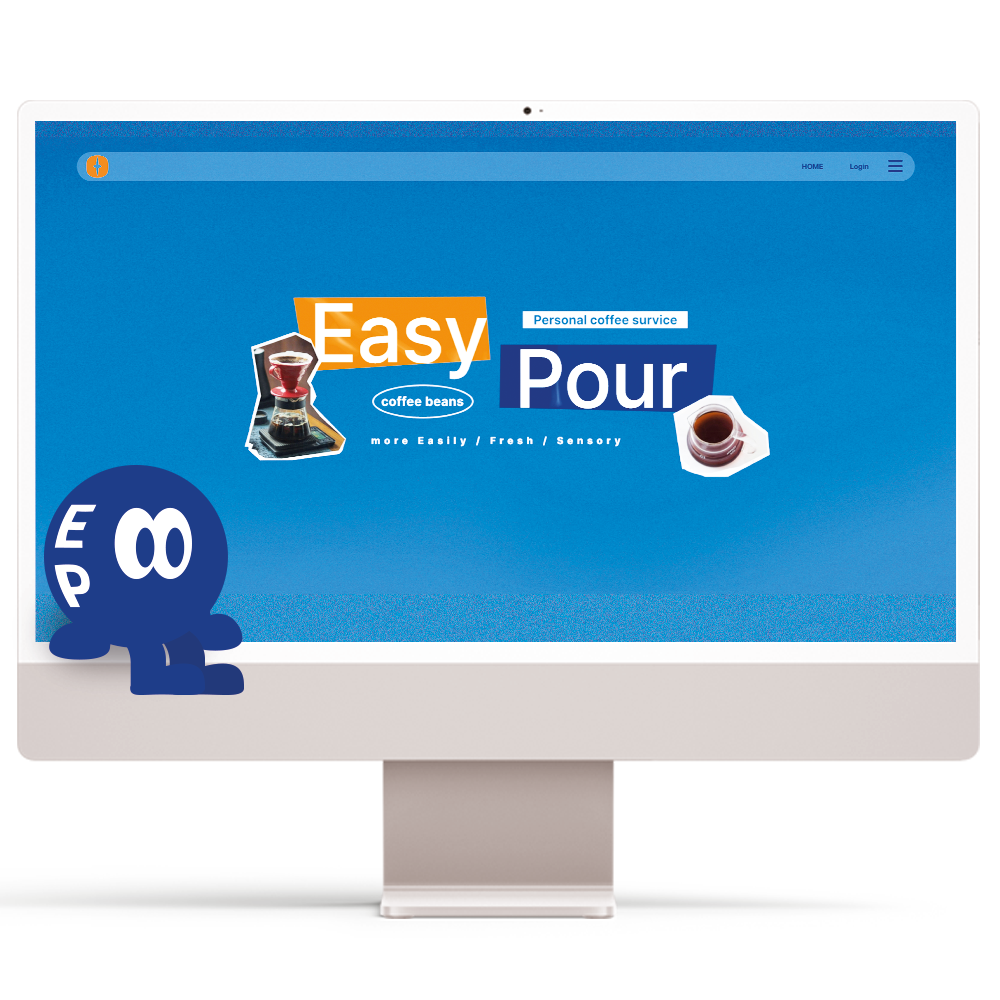 HOME Login
Easy
Personal coffee survice
Pour
coffee beans
more Easily / Fresh / Sensory
E
P